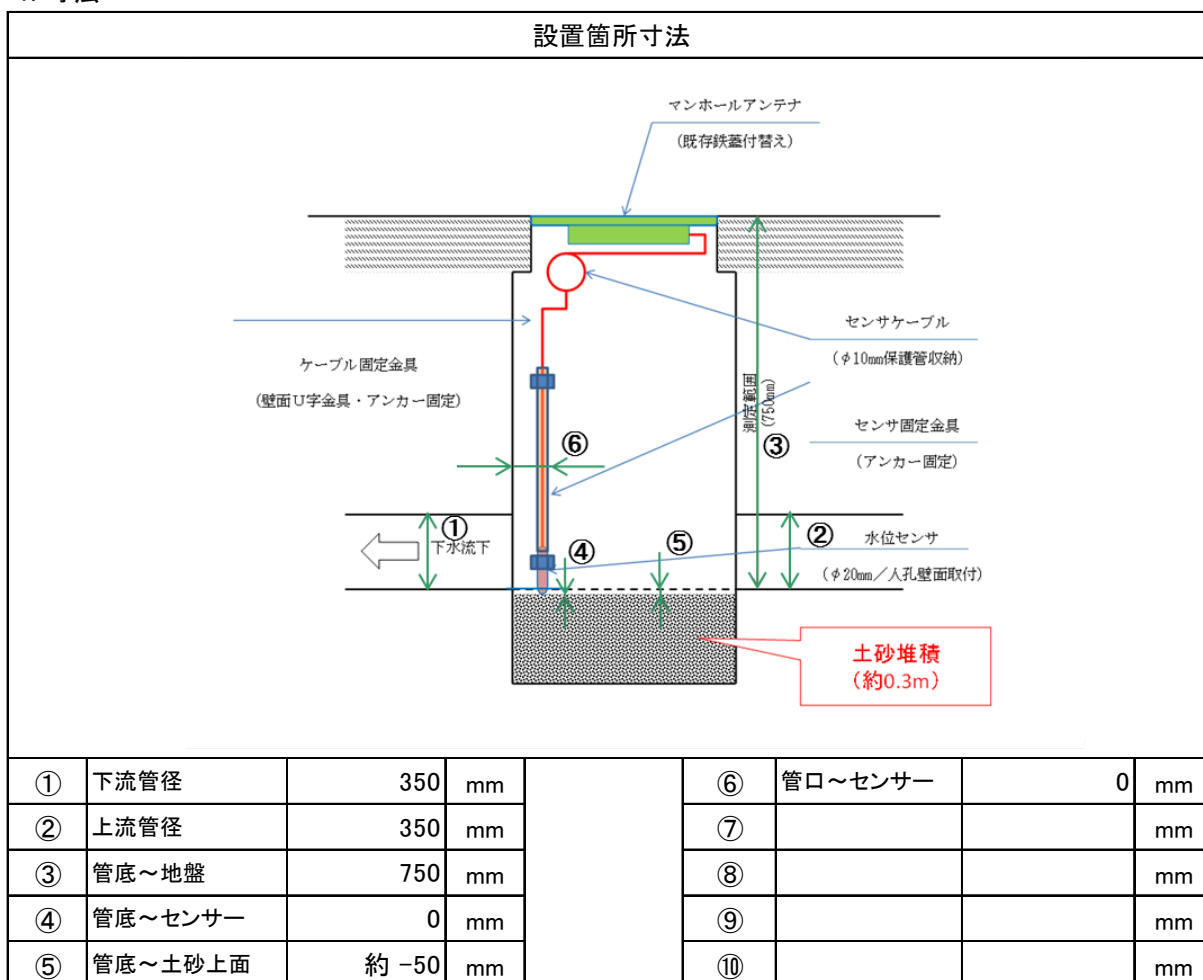 設置箇所寸法
マンホールアンテナ
(既存鉄蓋付替え)
センサケーブル
(φ10mm保護管収納)
ケーブル固定金具
(壁面U字金具・アンカー固定)
測定範囲
(750mm)
③
センサ固定金具
(アンカー固定)
⑥
①
下水流下
④
⑤
②
水位センサ
(φ20mm/人孔壁面取付)
土砂堆積
(約0.3m)
① 下流管径 350 mm ⑥ 管口~センサー 0 mm
② 上流管径 350 mm ⑦ mm
③ 管底~地盤 750 mm ⑧ mm
④ 管底~センサー 0 mm ⑨ mm
⑤ 管底~土砂上面 約 -50 mm ⑩ mm